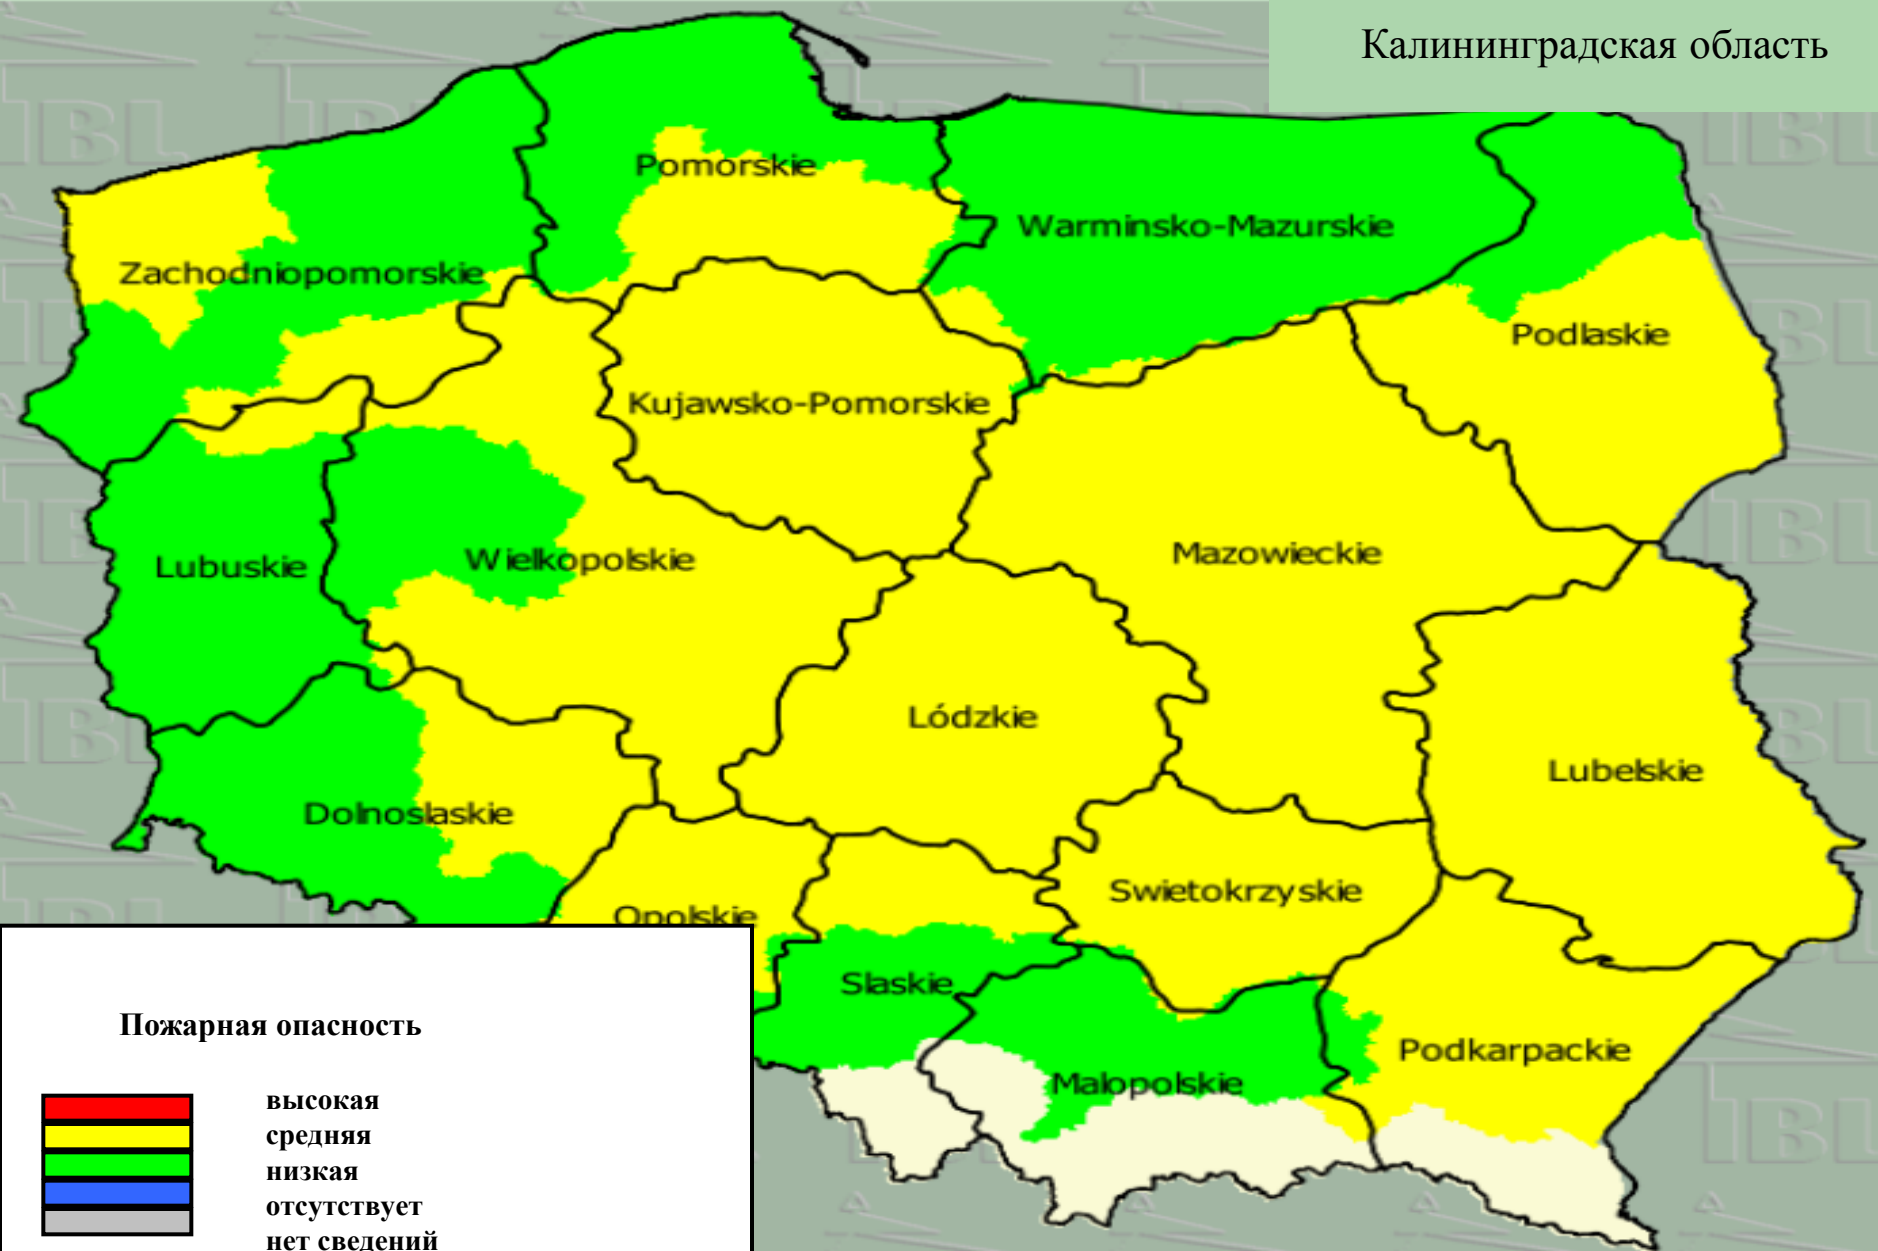 Калининградская область
Pomorskie
Warminsko-Mazurskie
Zachodniopomorskie
Podlaskie
Kujawsko-Pomorskie
Mazowieckie
Lubuskie
Wielkopolskie
Lódzkie
Lubelskie
Dolnoslaskie
Swietokrzyskie
Opolskie
Slaskie
Podkarpackie
Malopolskie
Пожарная опасность
высокая
средняя
низкая
отсутствует
нет сведений
IBL